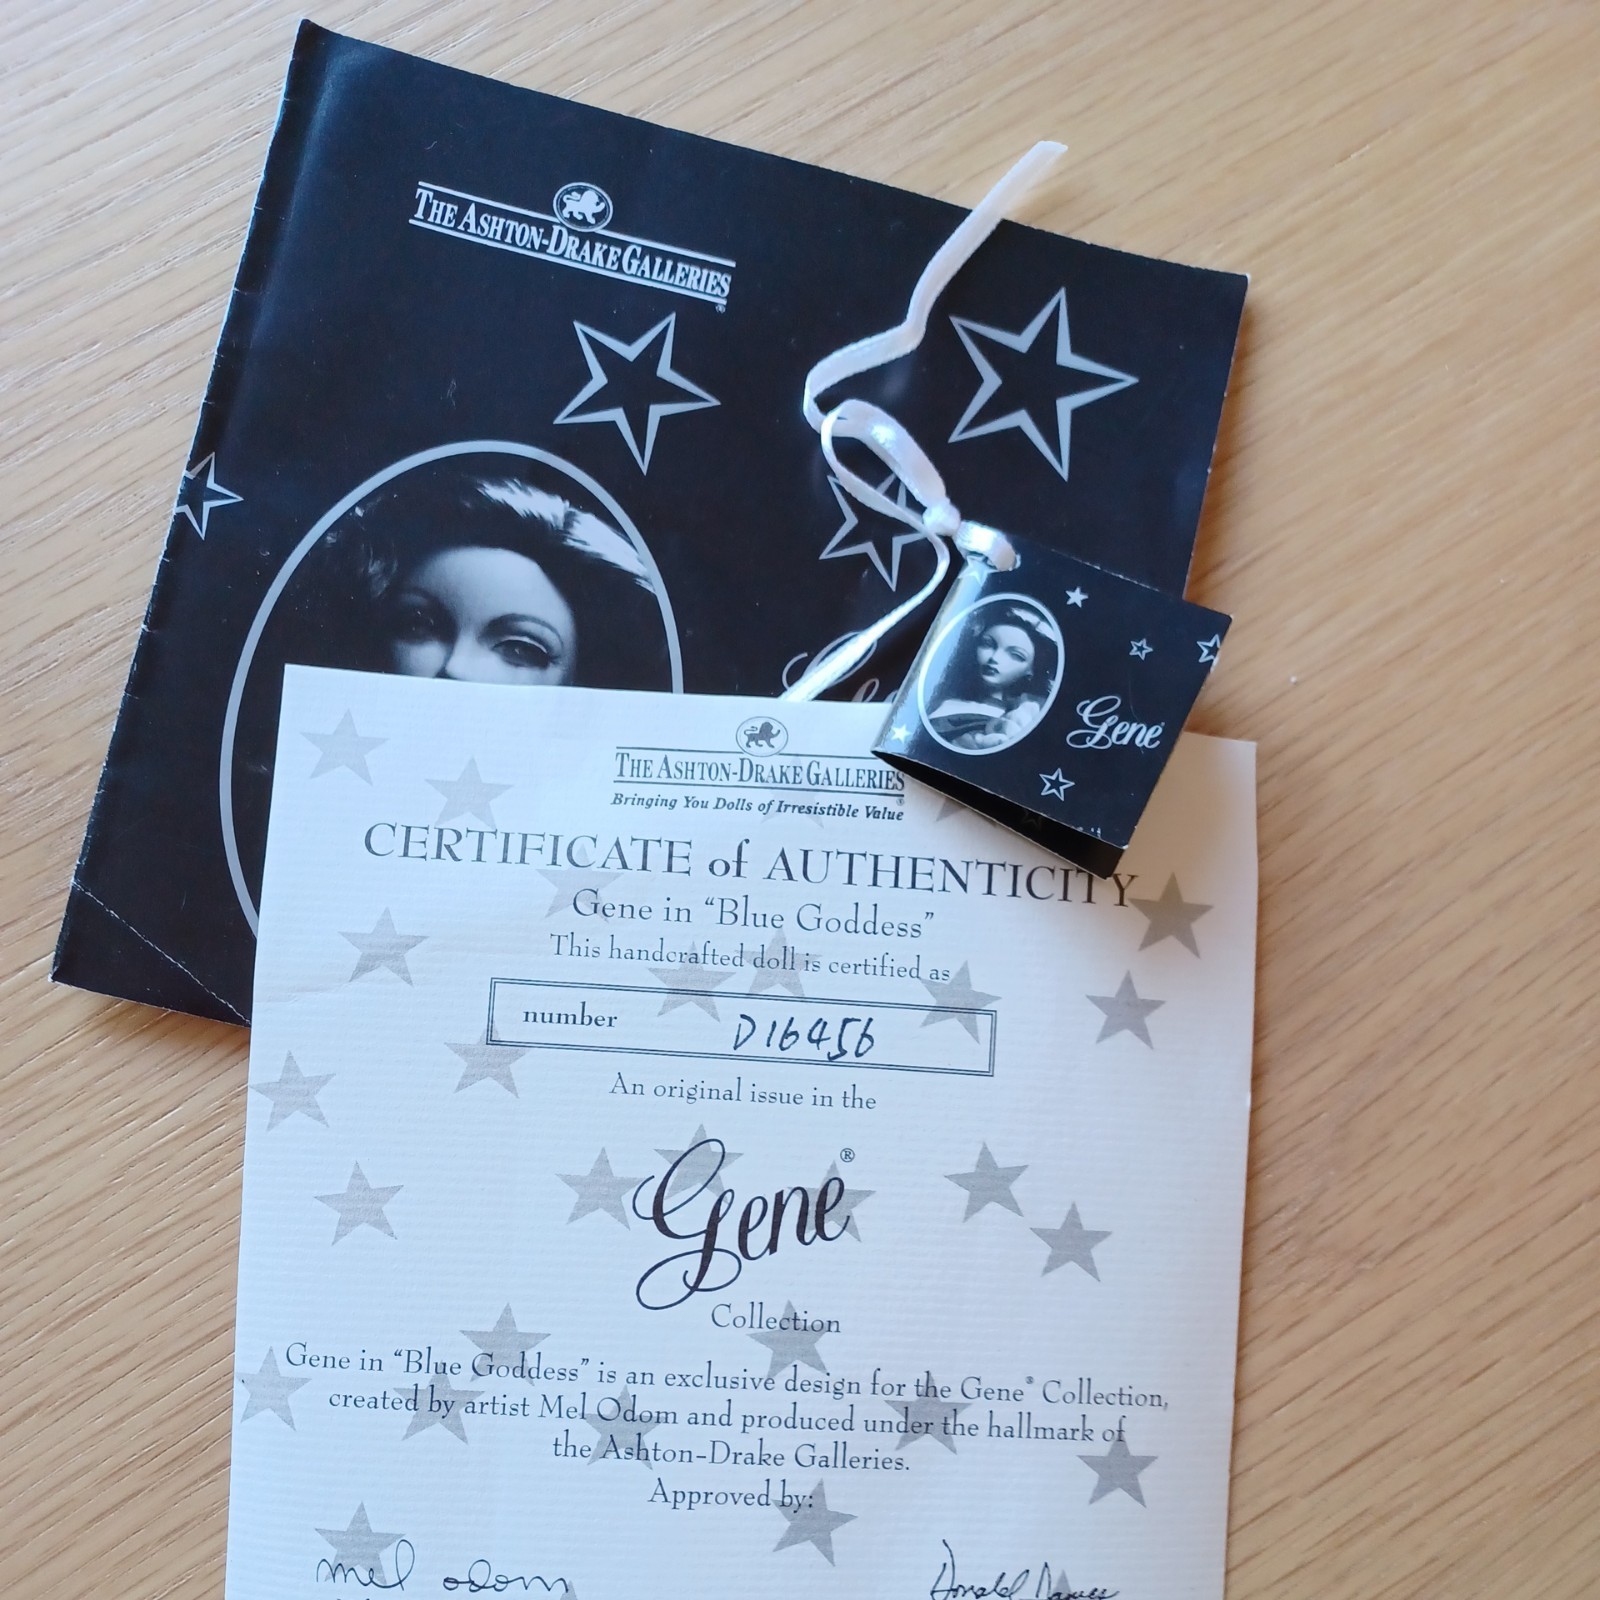 THE ASHTON-DRAKE GALLERIES®
Gene
THE ASHTON-DRAKE GALLERIES®
Bringing You Dolls of Irresistible Value
CERTIFICATE of AUTHENTICITY
Gene in “Blue Goddess”
This handcrafted doll is certified as
number D16456
An original issue in the
Gene®
Collection
Gene in “Blue Goddess” is an exclusive design for the Gene® Collection,
created by artist Mel Odom and produced under the hallmark of
the Ashton-Drake Galleries.
Approved by:
mel odom